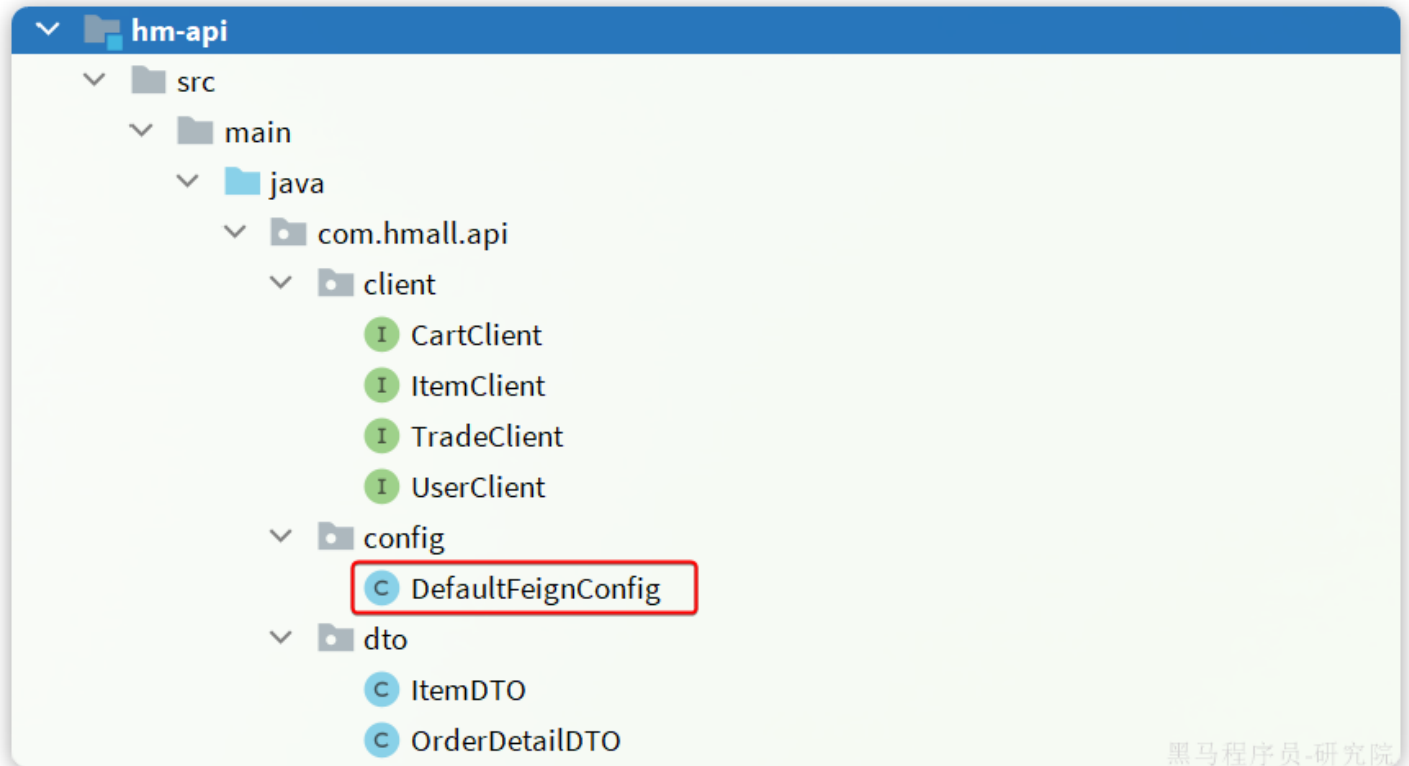 hm-api
src
main
java
com.hmall.api
client
I CartClient
I ItemClient
I TradeClient
I UserClient
config
C DefaultFeignConfig
dto
C ItemDTO
C OrderDetailDTO
黑马程序员-研究院